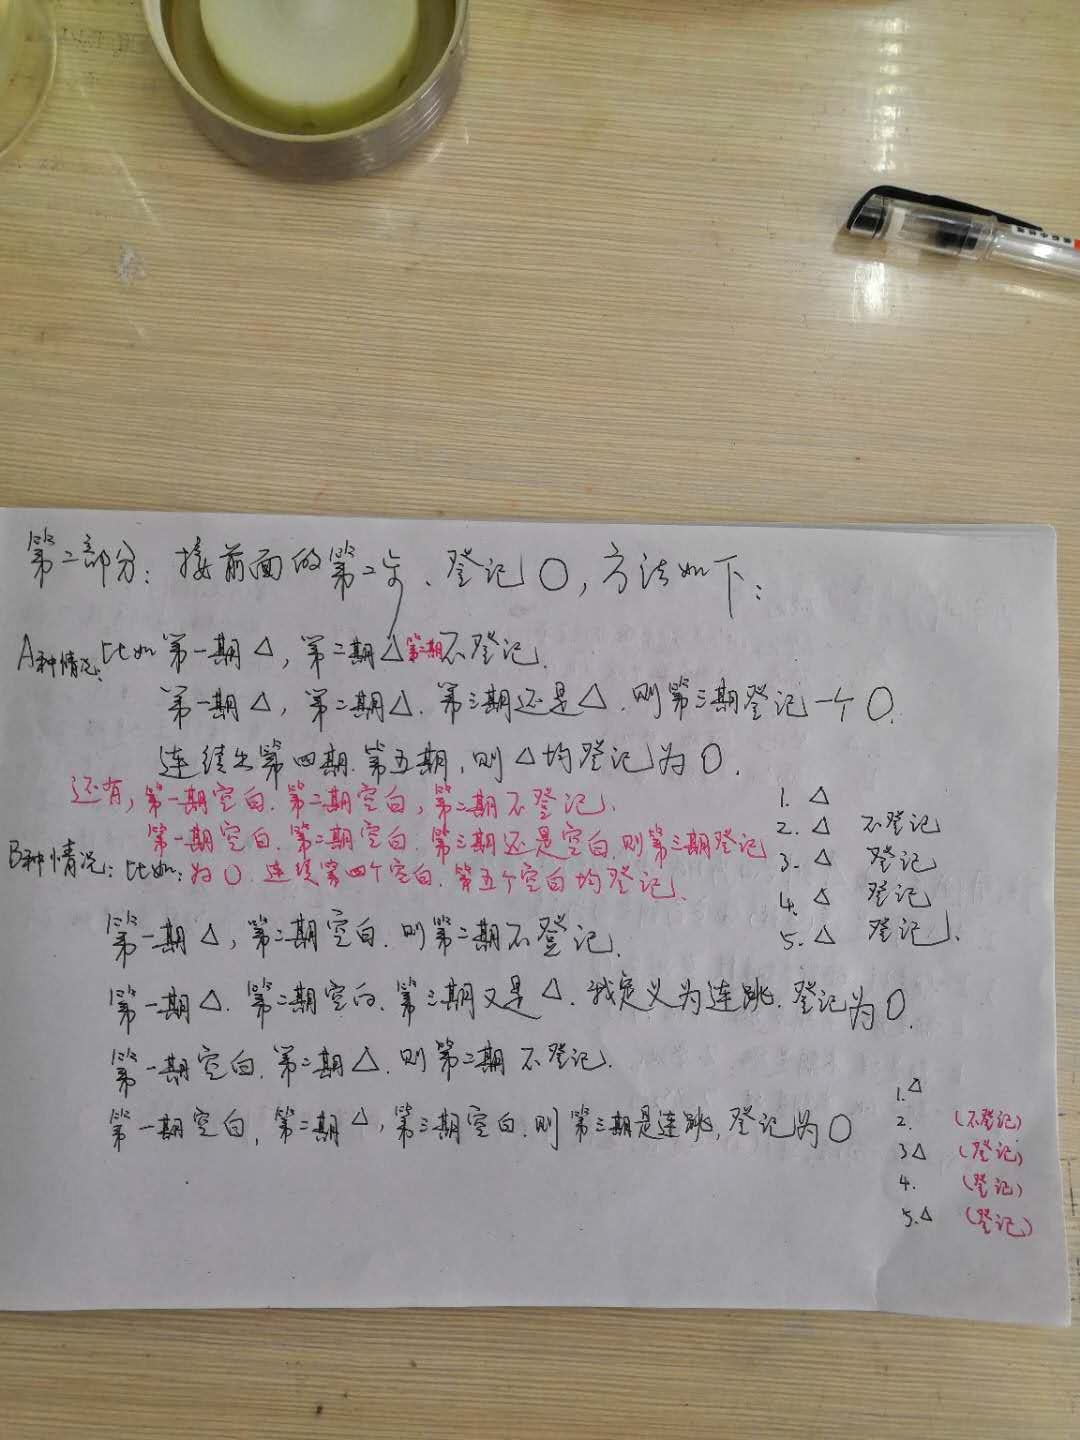 第二部分：接前面的第二步、登记〇，方法如下：
A种情况：比如第一期△，第二期△第二期不登记.
第一期△，第二期△.第三期还是△.则第三期登记一个〇.
连续出第四期.第五期，则△均登记为〇.
还有，第一期空白.第二期空白，第二期不登记.
第一期空白.第二期空白.第三期还是空白.则第三期登记
B种情况：比如：
为〇.连续第四个空白.第五个空白均登记.
1. △
2. △ 不登记
3. △ 登记
4. △ 登记
5. △ 登记.
第一期△，第二期空白.则第二期不登记.
第一期△.第二期空白.第三期又是△.我定义为连跳.登记为〇.
第一期空白.第二期△.则第二期不登记.
第一期空白，第二期△，第三期空白.则第三期是连跳，登记为〇
1.△
2. （不登记）
3△ （登记）
4. （登记）
5.△ （登记）